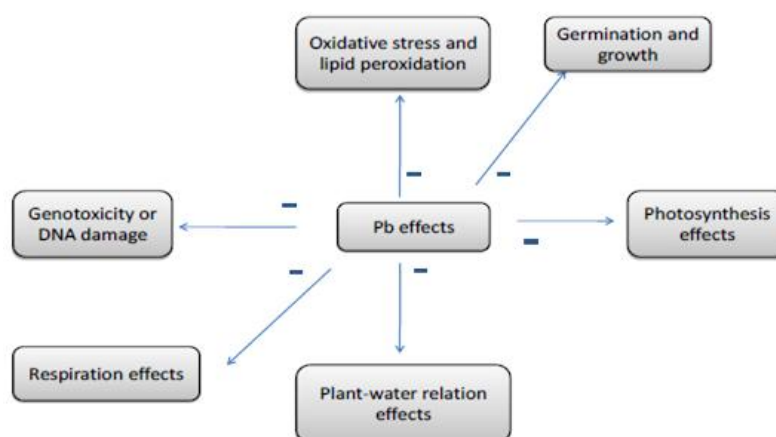 Oxidative stress and
lipid peroxidation
Germination and
growth
Genotoxicity or
DNA damage
Pb effects
Photosynthesis
effects
Respiration effects
Plant-water relation
effects